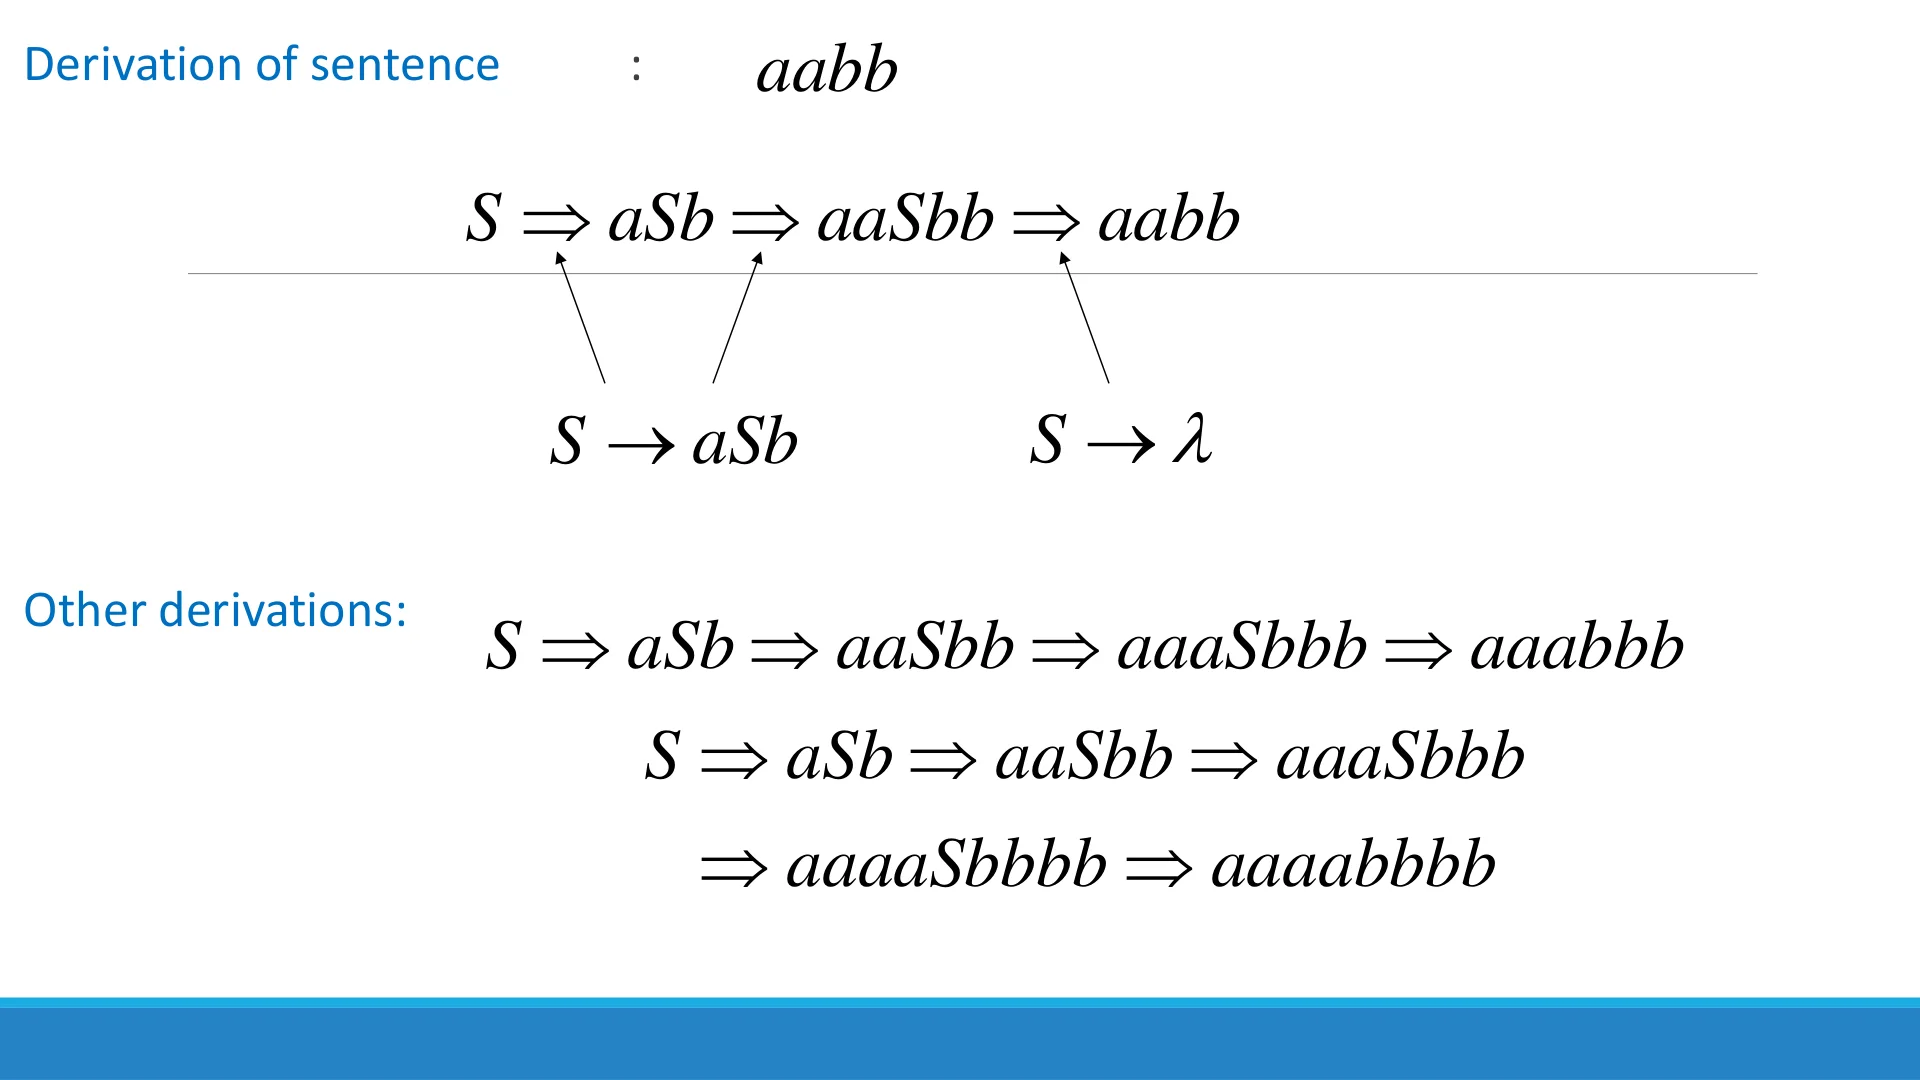 Derivation of sentence : aabb
S ⇒ aSb ⇒ aaSbb ⇒ aabb
S → aSb S → λ
Other derivations:
S ⇒ aSb ⇒ aaSbb ⇒ aaaSbbb ⇒ aaabbb
S ⇒ aSb ⇒ aaSbb ⇒ aaaSbbb
⇒ aaaaSbbbb ⇒ aaaabbbb